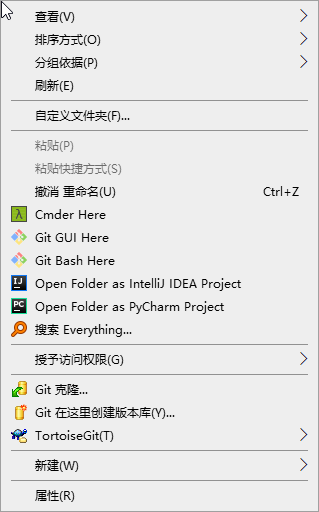 查看(V)
排序方式(O)
分组依据(P)
刷新(E)
自定义文件夹(F)...
粘贴(P)
粘贴快捷方式(S)
撤消 重命名(U) Ctrl+Z
λ Cmder Here
Git GUI Here
Git Bash Here
IJ Open Folder as IntelliJ IDEA Project
PC Open Folder as PyCharm Project
搜索 Everything...
授予访问权限(G)
Git 克隆...
Git 在这里创建版本库(Y)...
TortoiseGit(T)
新建(W)
属性(R)